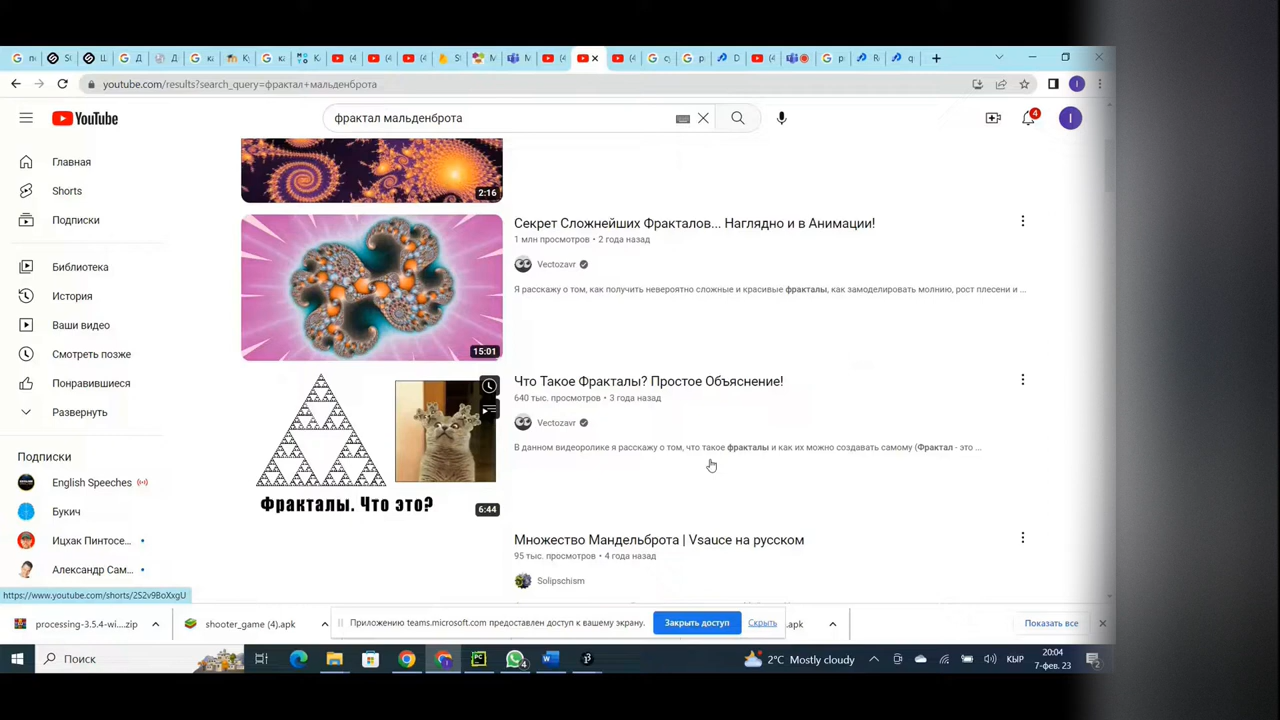 youtube.com/results?search_query=фрактал+мальденброта
YouTube
фрактал мальденброта
4
I
I
Главная
Shorts
Подписки
Библиотека
История
Ваши видео
Смотреть позже
Понравившиеся
Развернуть
Подписки
English Speeches
Букич
Ицхак Пинтосе...
Александр Сам...
2:16
Секрет Сложнейших Фракталов... Наглядно и в Анимации!
1 млн просмотров • 2 года назад
Vectozavr
Я расскажу о том, как получить невероятно сложные и красивые фракталы, как замоделировать молнию, рост плесени и ...
15:01
Что Такое Фракталы? Простое Объяснение!
640 тыс. просмотров • 3 года назад
Vectozavr
В данном видеоролике я расскажу о том, что такое фракталы и как их можно создавать самому (Фрактал - это ...
Фракталы. Что это?
6:44
Множество Мандельброта | Vsauce на русском
95 тыс. просмотров • 4 года назад
Solipschism
https://www.youtube.com/shorts/2S2v9BoXxgU
processing-3.5.4-wi....zip
shooter_game (4).apk
Приложению teams.microsoft.com предоставлен доступ к вашему экрану.
Закрыть доступ
Скрыть
.apk
Показать все
Поиск
4
2°C Mostly cloudy
КЫР
20:04
7-фев. 23
2